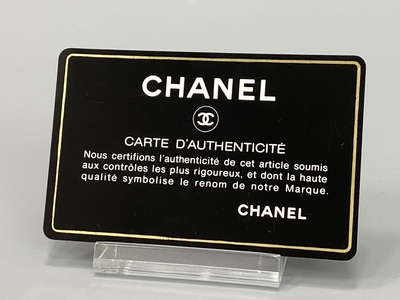 CHANEL
CARTE D'AUTHENTICITÉ
Nous certifions l'authenticité de cet article soumis
aux contrôles les plus rigoureux, et dont la haute
qualité symbolise le renom de notre Marque.
CHANEL